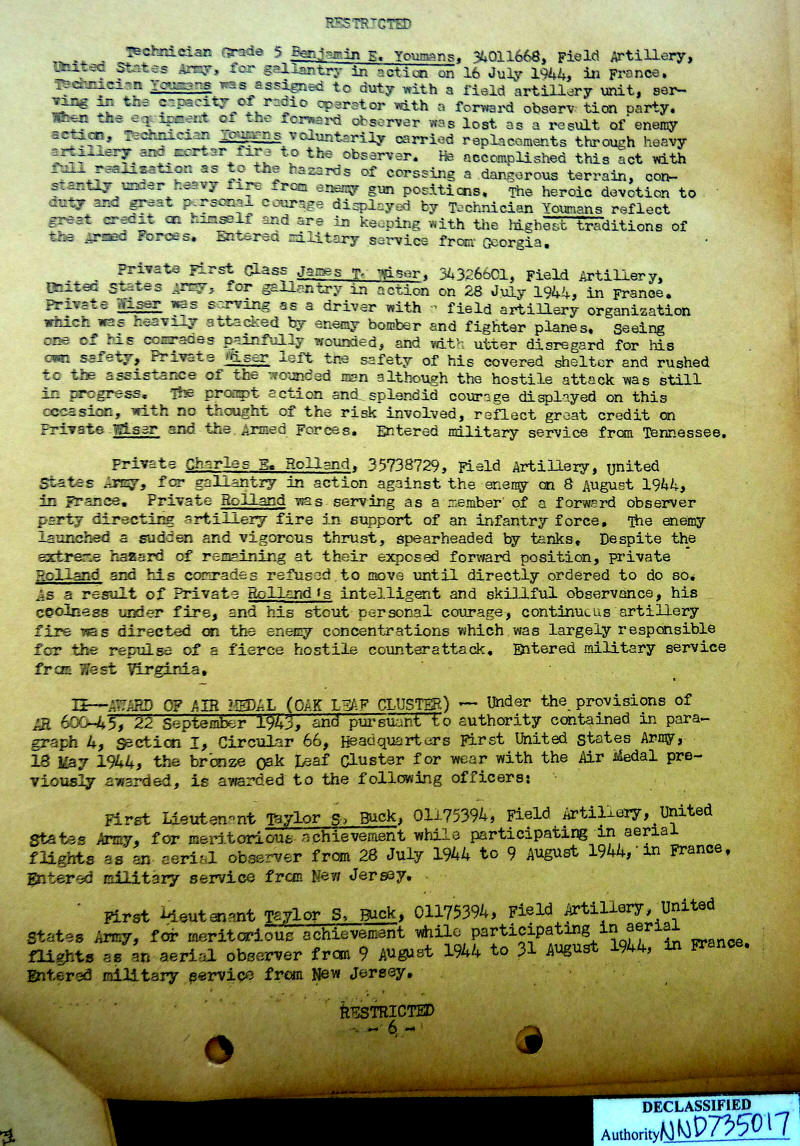 RESTRICTED
Technician Grade 5 Benjamin E. Youmans, 34011668, Field Artillery,
United States Army, for gallantry in action on 16 July 1944, in France.
Technician Youmans was assigned to duty with a field artillery unit, ser-
ving in the capacity of radio operator with a forward observ tion party.
When the equipment of the forward observer was lost as a result of enemy
action, Technician Youmans voluntarily carried replacements through heavy
artillery and mortar fire to the observer. He accomplished this act with
full realization as to the hazards of corssing a dangerous terrain, con-
stantly under heavy fire from enemy gun positions. The heroic devotion to
duty and great personal courage displayed by Technician Youmans reflect
great credit on himself and are in keeping with the highest traditions of
the Armed Forces. Entered military service from Georgia.
Private First Class James T. Wiser, 34326601, Field Artillery,
United States Army, for gallantry in action on 28 July 1944, in France.
Private Wiser was serving as a driver with a field artillery organization
which was heavily attacked by enemy bomber and fighter planes. Seeing
one of his comrades painfully wounded, and with utter disregard for his
own safety, Private Wiser left the safety of his covered shelter and rushed
to the assistance of the wounded man although the hostile attack was still
in progress. The prompt action and splendid courage displayed on this
occasion, with no thought of the risk involved, reflect great credit on
Private Wiser and the Armed Forces. Entered military service from Tennessee.
Private Charles E. Rolland, 35738729, Field Artillery, United
States Army, for gallantry in action against the enemy on 8 August 1944,
in France. Private Rolland was serving as a member of a forward observer
party directing artillery fire in support of an infantry force. The enemy
launched a sudden and vigorous thrust, spearheaded by tanks. Despite the
extreme hazard of remaining at their exposed forward position, private
Rolland and his comrades refused to move until directly ordered to do so.
As a result of Private Rolland's intelligent and skillful observance, his
coolness under fire, and his stout personal courage, continuous artillery
fire was directed on the enemy concentrations which was largely responsible
for the repulse of a fierce hostile counterattack. Entered military service
from West Virginia.
II--AWARD OF AIR MEDAL (OAK LEAF CLUSTER) -- Under the provisions of
AR 600-45, 22 September 1943, and pursuant to authority contained in para-
graph 4, Section I, Circular 66, Headquarters First United States Army,
18 May 1944, the bronze Oak Leaf Cluster for wear with the Air Medal pre-
viously awarded, is awarded to the following officers:
First Lieutenant Taylor S. Buck, 01175394, Field Artillery, United
States Army, for meritorious achievement while participating in aerial
flights as an aerial observer from 28 July 1944 to 9 August 1944, in France.
Entered military service from New Jersey.
First Lieutenant Taylor S. Buck, 01175394, Field Artillery, United
States Army, for meritorious achievement while participating in aerial
flights as an aerial observer from 9 August 1944 to 31 August 1944, in France.
Entered military service from New Jersey.
RESTRICTED
- 6 -
DECLASSIFIED
Authority NND735017